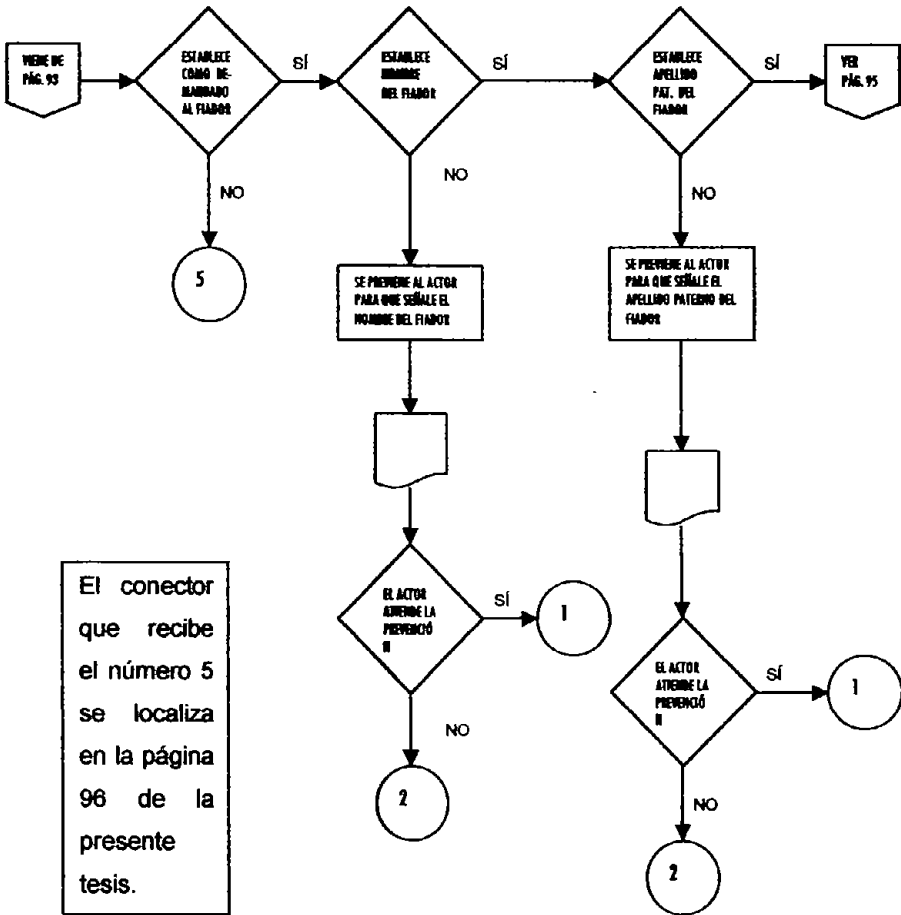 VIENE DE
PÁG. 93
ESTABLECE
COMO DE-
MANDADO
AL FIADOR
SÍ
ESTABLECE
NOMBRE
DEL FIADOR
SÍ
ESTABLECE
APELLIDO
PAT. DEL
FIADOR
SÍ
VER
PÁG. 95
NO
NO
NO
5
SE PREVIENE AL ACTOR
PARA QUE SEÑALE EL
NOMBRE DEL FIADOR
SE PREVIENE AL ACTOR
PARA QUE SEÑALE EL
APELLIDO PATERNO DEL
FIADOR
EL ACTOR
ATIENDE LA
PREVENCIÓ
N
SÍ
1
NO
2
EL ACTOR
ATIENDE LA
PREVENCIÓ
N
SÍ
1
NO
2
El conector
que recibe
el número 5
se localiza
en la página
96 de la
presente
tesis.